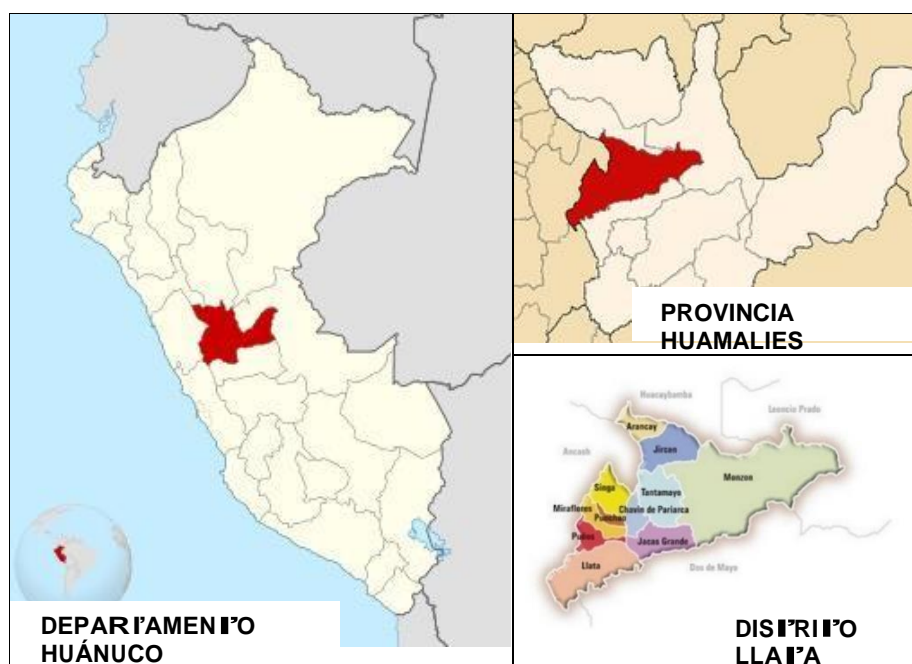 DEPARTAMENTO
HUÁNUCO
PROVINCIA
HUAMALIES
Huacaybamba
Leoncio Prado
Arancay
Ancash
Jircan
Monzon
Singa
Tantamayo
Miraflores
Chavin de Pariarca
Punchao
Puños
Jacas Grande
Llata
Dos de Mayo
DISTRITO
LLATA